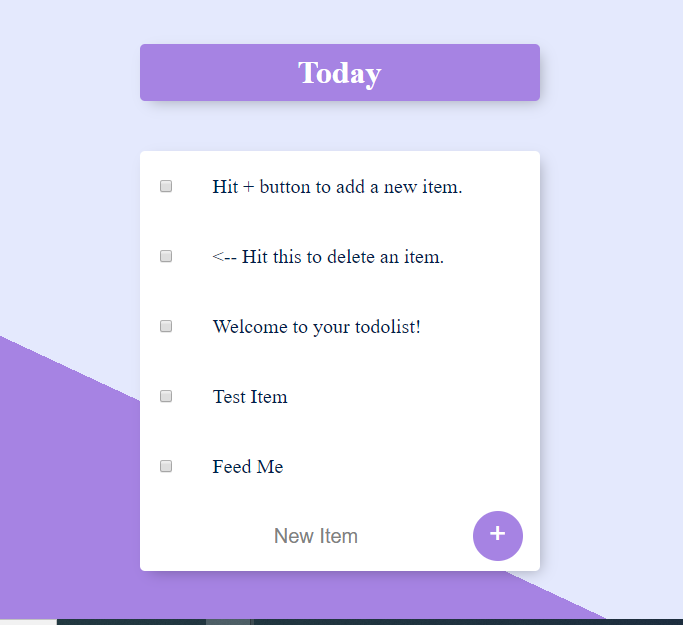 Today
Hit + button to add a new item.
<-- Hit this to delete an item.
Welcome to your todolist!
Test Item
Feed Me
New Item +